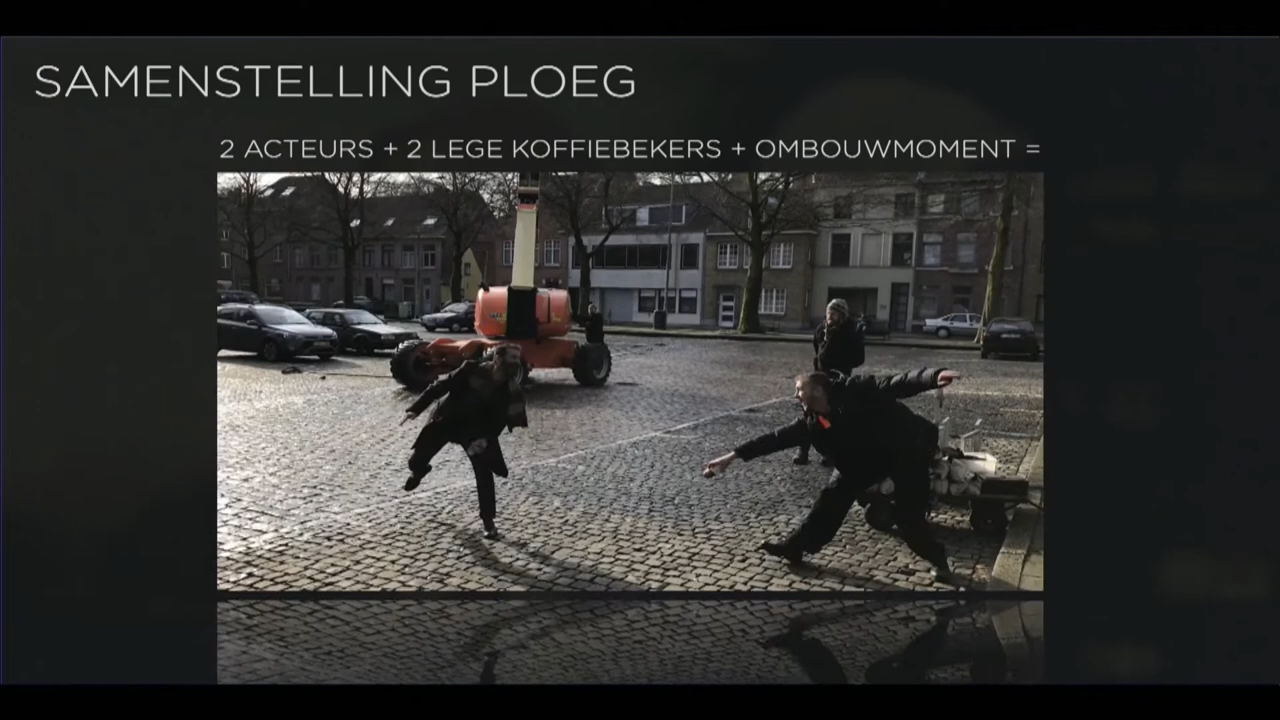 SAMENSTELLING PLOEG
2 ACTEURS + 2 LEGE KOFFIEBEKERS + OMBOUWMOMENT =